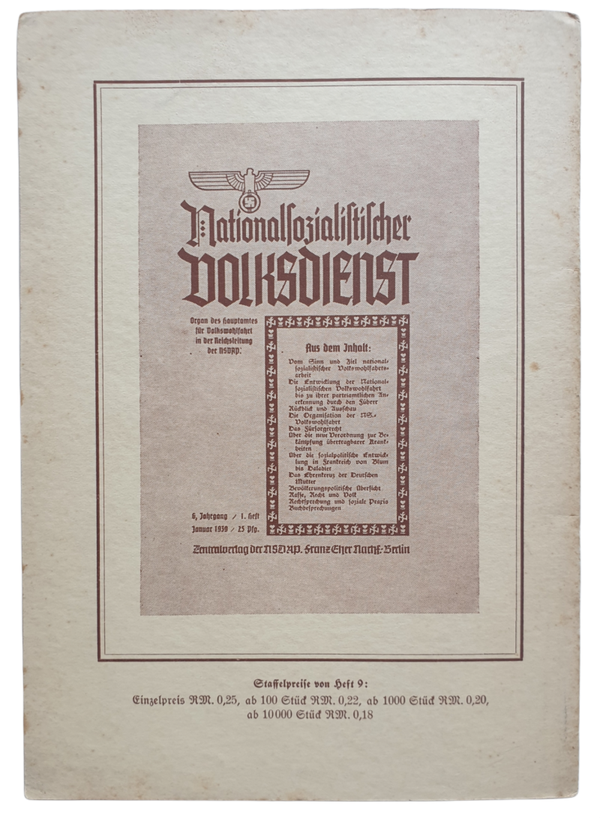 Nationalsozialistischer
VOLKSDIENST
Organ des Hauptamtes
für Volkswohlfahrt
in der Reichsleitung
der NSDAP.
Aus dem Inhalt:
Vom Sinn und Ziel national-
sozialistischer Volkswohlfahrts-
arbeit
Die Entwicklung der National-
sozialistischen Volkswohlfahrt
bis zu ihrer parteiamtlichen An-
erkennung durch den Führer
Rückblick und Ausschau
Die Organisation der NS.-
Volkswohlfahrt
Das Fürsorgerecht
Über die neue Verordnung zur Be-
kämpfung übertragbarer Krank-
heiten
Über die sozialpolitische Entwick-
lung in Frankreich von Blum
bis Daladier
Das Ehrenkreuz der Deutschen
Mutter
Bevölkerungspolitische Übersicht
Rasse, Recht und Volk
Rechtsprechung und soziale Praxis
Buchbesprechungen
6. Jahrgang / 1. Heft
Januar 1939 / 25 Pfg.
Zentralverlag der NSDAP. Franz Eher Nachf. Berlin
Staffelpreise von Heft 9:
Einzelpreis RM. 0,25, ab 100 Stück RM. 0,22, ab 1000 Stück RM. 0,20,
ab 10 000 Stück RM. 0,18